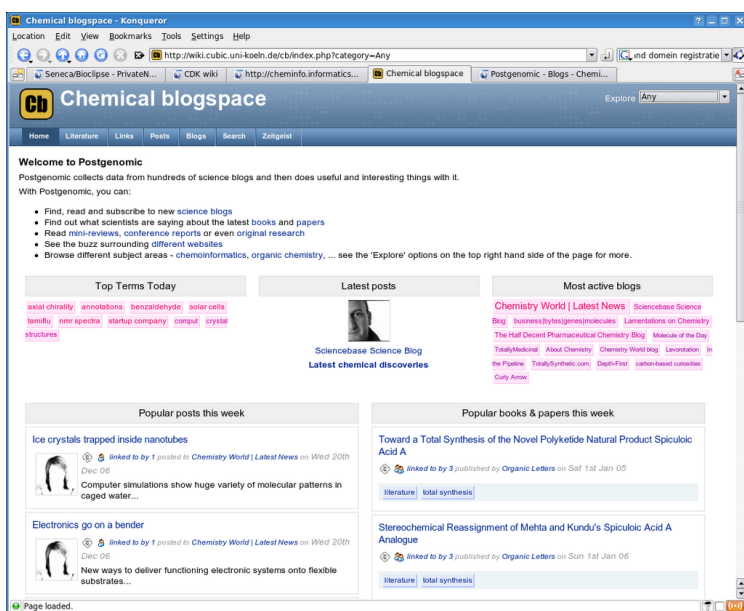 Chemical blogspace - Konqueror
Location Edit View Bookmarks Tools Settings Help
http://wiki.cubic.uni-koeln.de/cb/index.php?category=Any
und domein registratie
Seneca/Bioclipse - PrivateN...
CDK wiki
http://cheminfo.informatics...
Chemical blogspace
Postgenomic - Blogs - Chemi...
Cb
Chemical blogspace
Explore Any
Home Literature Links Posts Blogs Search Zeitgeist
Welcome to Postgenomic
Postgenomic collects data from hundreds of science blogs and then does useful and interesting things with it.
With Postgenomic, you can:
Find, read and subscribe to new science blogs
Find out what scientists are saying about the latest books and papers
Read mini-reviews, conference reports or even original research
See the buzz surrounding different websites
Browse different subject areas - chemoinformatics, organic chemistry, ... see the 'Explore' options on the top right hand side of the page for more.
Top Terms Today
axial chirality annotations benzaldehyde solar cells
tamiflu nmr spectra startup company comput crystal
structures
Latest posts
Sciencebase Science Blog
Latest chemical discoveries
Most active blogs
Chemistry World | Latest News Sciencebase Science
Blog business|bytes|genes|molecules Lamentations on Chemistry
The Half Decent Pharmaceutical Chemistry Blog Molecule of the Day
TotallyMedicinal About Chemistry Chemistry World blog Levorotation In
the Pipeline TotallySynthetic.com Depth-First carbon-based curiosities
Curly Arrow
Popular posts this week
Ice crystals trapped inside nanotubes
linked to by 1 posted to Chemistry World | Latest News on Wed 20th
Dec 06
Computer simulations show huge variety of molecular patterns in
caged water...
Electronics go on a bender
linked to by 1 posted to Chemistry World | Latest News on Wed 20th
Dec 06
New ways to deliver functioning electronic systems onto flexible
substrates...
Popular books & papers this week
Toward a Total Synthesis of the Novel Polyketide Natural Product Spiculoic
Acid A
linked to by 3 published by Organic Letters on Sat 1st Jan 05
literature total synthesis
Stereochemical Reassignment of Mehta and Kundu's Spiculoic Acid A
Analogue
linked to by 3 published by Organic Letters on Sun 1st Jan 06
literature total synthesis
Page loaded.